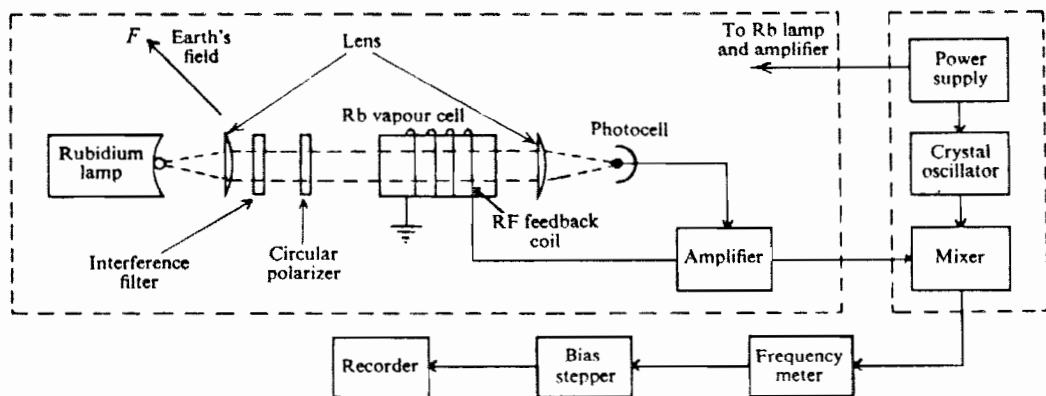 F
Earth's
field
Lens
To Rb lamp
and amplifier
Power
supply
Rb vapour cell
Photocell
Rubidium
lamp
Crystal
oscillator
RF feedback
coil
Interference
filter
Circular
polarizer
Amplifier
Mixer
Recorder
Bias
stepper
Frequency
meter